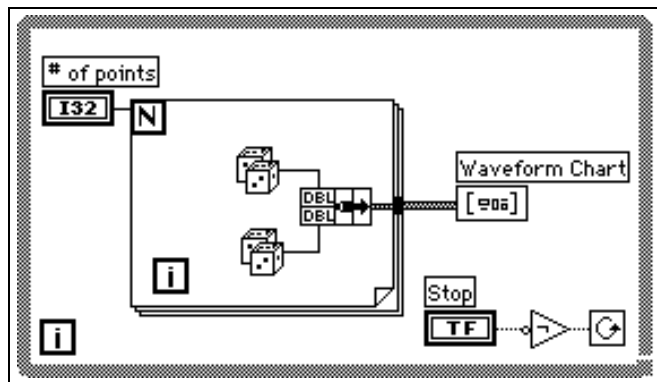 # of points
I32
N
DBL
DBL
Waveform Chart
i
Stop
TF
i